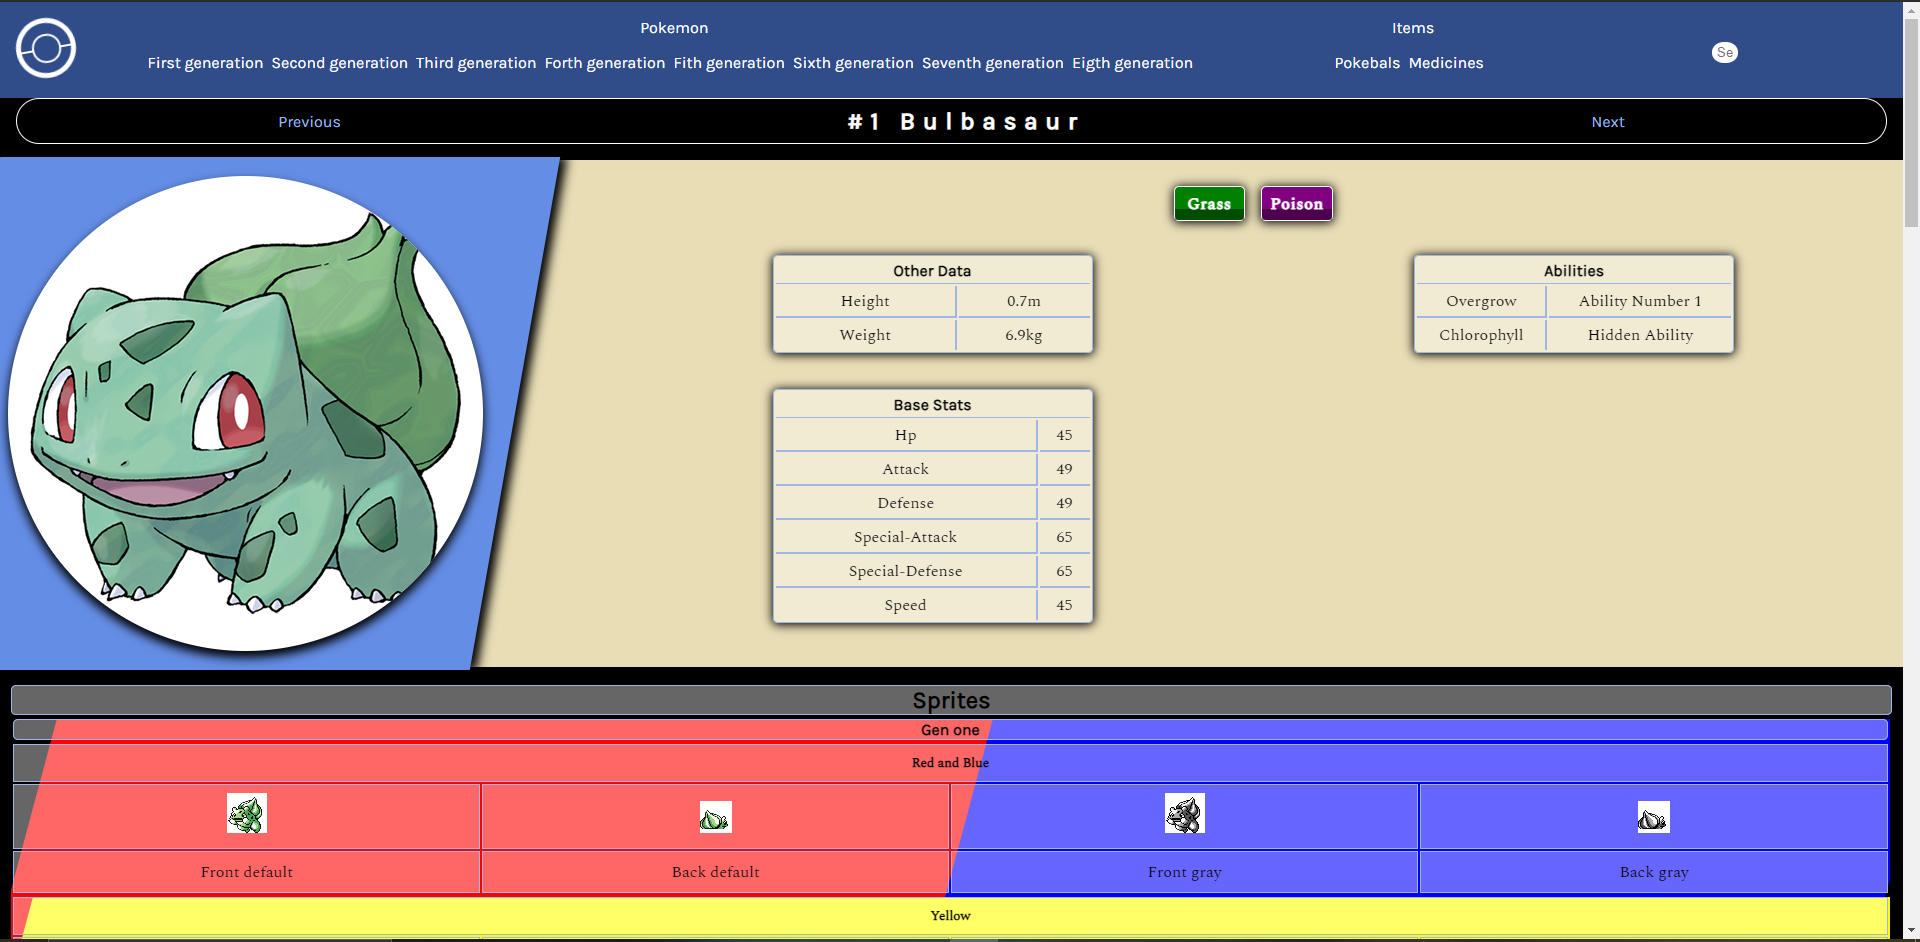 Pokemon
Items
First generation Second generation Third generation Forth generation Fith generation Sixth generation Seventh generation Eigth generation
Pokebals Medicines
Se
Previous
#1 Bulbasaur
Next
Grass
Poison
Other Data
Height 0.7m
Weight 6.9kg
Abilities
Overgrow Ability Number 1
Chlorophyll Hidden Ability
Base Stats
Hp 45
Attack 49
Defense 49
Special-Attack 65
Special-Defense 65
Speed 45
Sprites
Gen one
Red and Blue
Front default Back default Front gray Back gray
Yellow